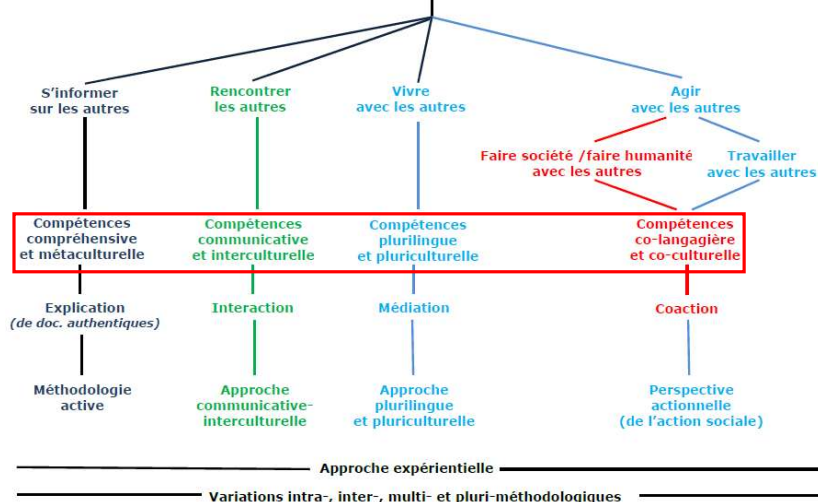 S'informer
sur les autres
Rencontrer
les autres
Vivre
avec les autres
Agir
avec les autres
Faire société /faire humanité
avec les autres
Travailler
avec les autres
Compétences
compréhensive
et métaculturelle
Compétences
communicative
et interculturelle
Compétences
plurilingue
et pluriculturelle
Compétences
co-langagière
et co-culturelle
Explication
(de doc. authentiques)
Interaction
Médiation
Coaction
Méthodologie
active
Approche
communicative-
interculturelle
Approche
plurilingue
et pluriculturelle
Perspective
actionnelle
(de l'action sociale)
Approche expérientielle
Variations intra-, inter-, multi- et pluri-méthodologiques